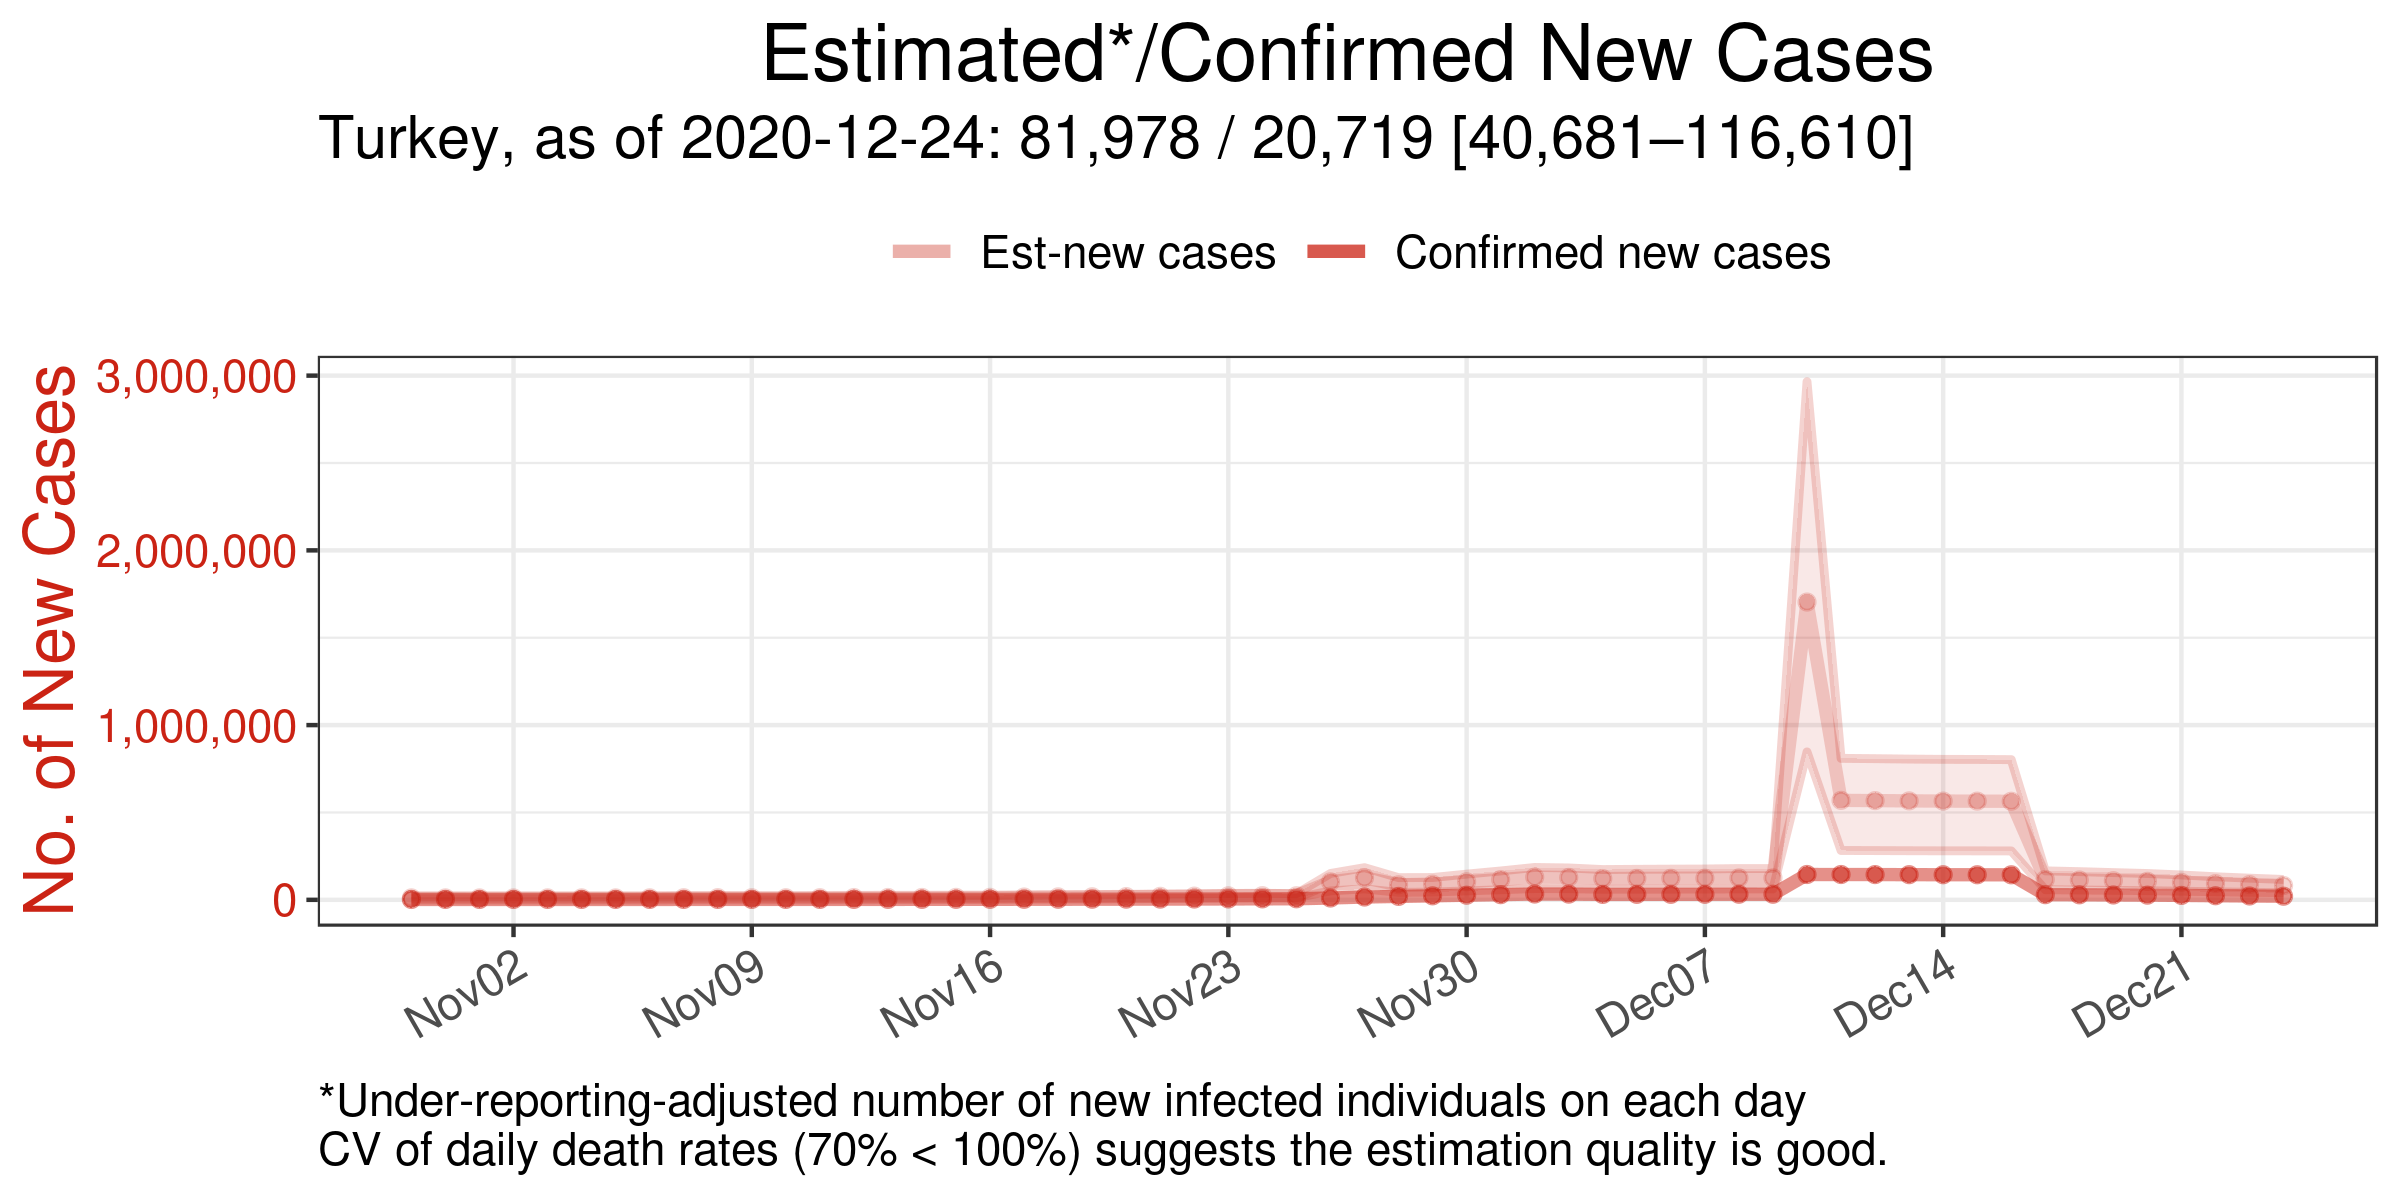 Estimated*/Confirmed New Cases
Turkey, as of 2020-12-24: 81,978 / 20,719 [40,681–116,610]
Est-new cases Confirmed new cases
No. of New Cases
3,000,000
2,000,000
1,000,000
0
Nov02 Nov09 Nov16 Nov23 Nov30 Dec07 Dec14 Dec21
*Under-reporting-adjusted number of new infected individuals on each day
CV of daily death rates (70% < 100%) suggests the estimation quality is good.